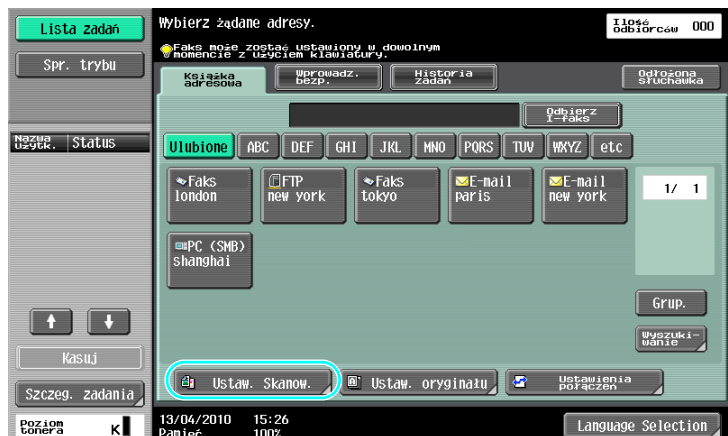 Lista zadań
Spr. trybu
Nazwa użytk.
Status
Kasuj
Szczeg. zadania
Poziom tonera
K
Wybierz żądane adresy.
Ilość odbiorców
000
Faks może zostać ustawiony w dowolnym
momencie z użyciem klawiatury.
Książka adresowa
Wprowadz. bezp.
Historia zadań
Odłożona słuchawka
Odbierz I-faks
Ulubione
ABC
DEF
GHI
JKL
MNO
PQRS
TUV
WXYZ
etc
Faks
london
FTP
new york
Faks
tokyo
E-mail
paris
E-mail
new york
1/ 1
PC (SMB)
shanghai
Grup.
Wyszuki-
wanie
Ustaw. Skanow.
Ustaw. oryginału
Ustawienia połączeń
13/04/2010 15:26
Pamięć 100%
Language Selection